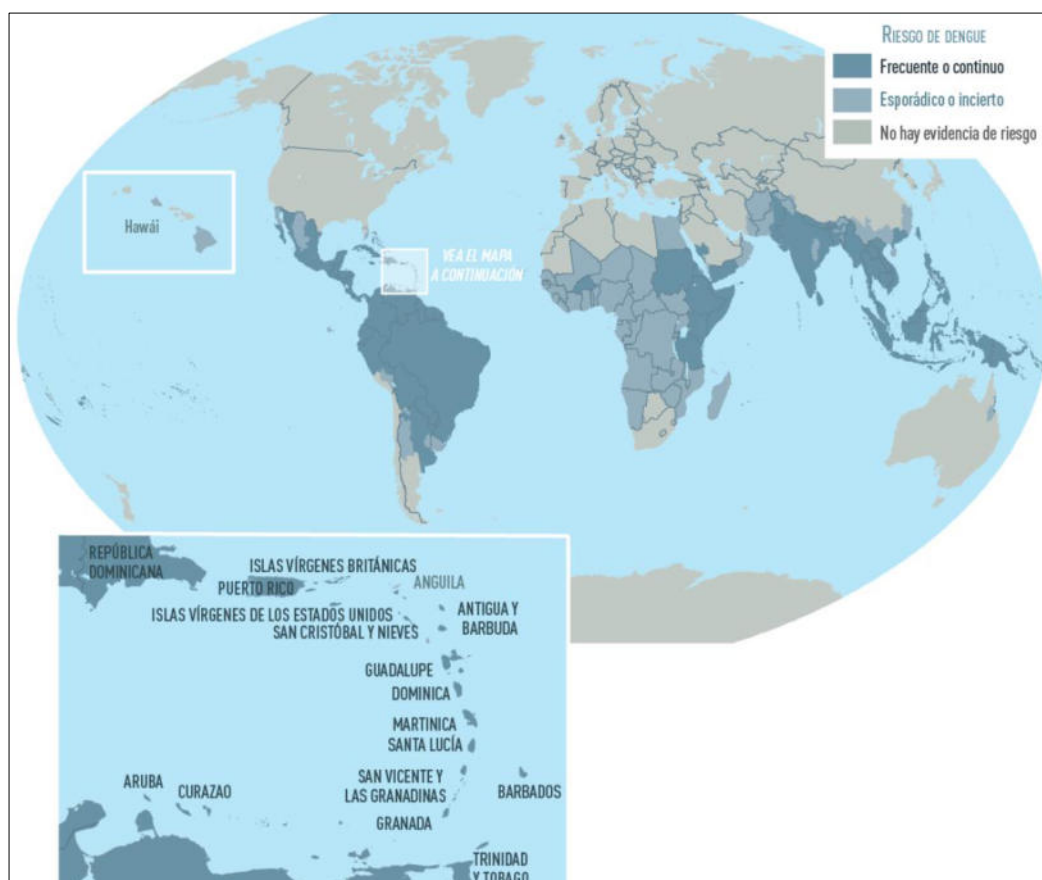 RIESGO DE DENGUE
Frecuente o continuo
Esporádico o incierto
No hay evidencia de riesgo
Hawái
VEA EL MAPA
A CONTINUACIÓN
REPÚBLICA
DOMINICANA
ISLAS VÍRGENES BRITÁNICAS
PUERTO RICO
ANGUILA
ISLAS VÍRGENES DE LOS ESTADOS UNIDOS
ANTIGUA Y
BARBUDA
SAN CRISTÓBAL Y NIEVES
GUADALUPE
DOMINICA
MARTINICA
SANTA LUCÍA
SAN VICENTE Y
LAS GRANADINAS
BARBADOS
ARUBA
CURAZAO
GRANADA
TRINIDAD
Y TOBAGO